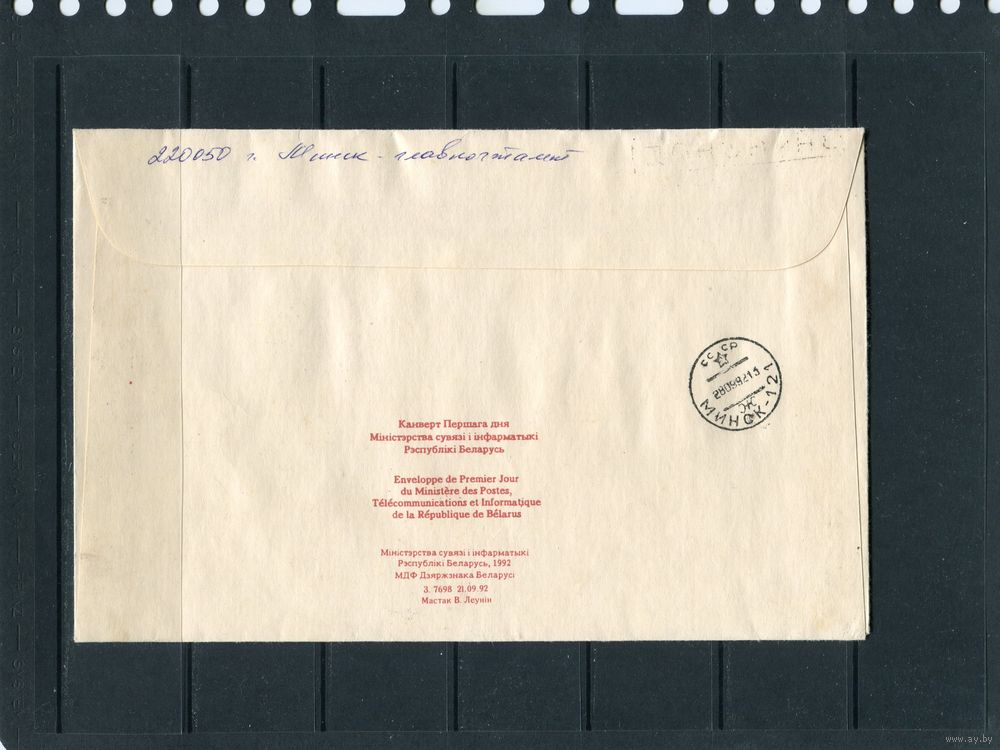 220050 г. Минск - главпочтамт
СССР
МИНСК-121
Канверт Першага дня
Міністэрства сувязі і інфарматыкі
Рэспублікі Беларусь
Enveloppe de Premier Jour
du Ministère des Postes,
Télécommunications et Informatique
de la République de Bélarus
Міністэрства сувязі і інфарматыкі
Рэспублікі Беларусь, 1992
МДФ Дзяржзнака Беларусі
З. 7698 21.09.92
Мастак В. Леунін
www.ay.by